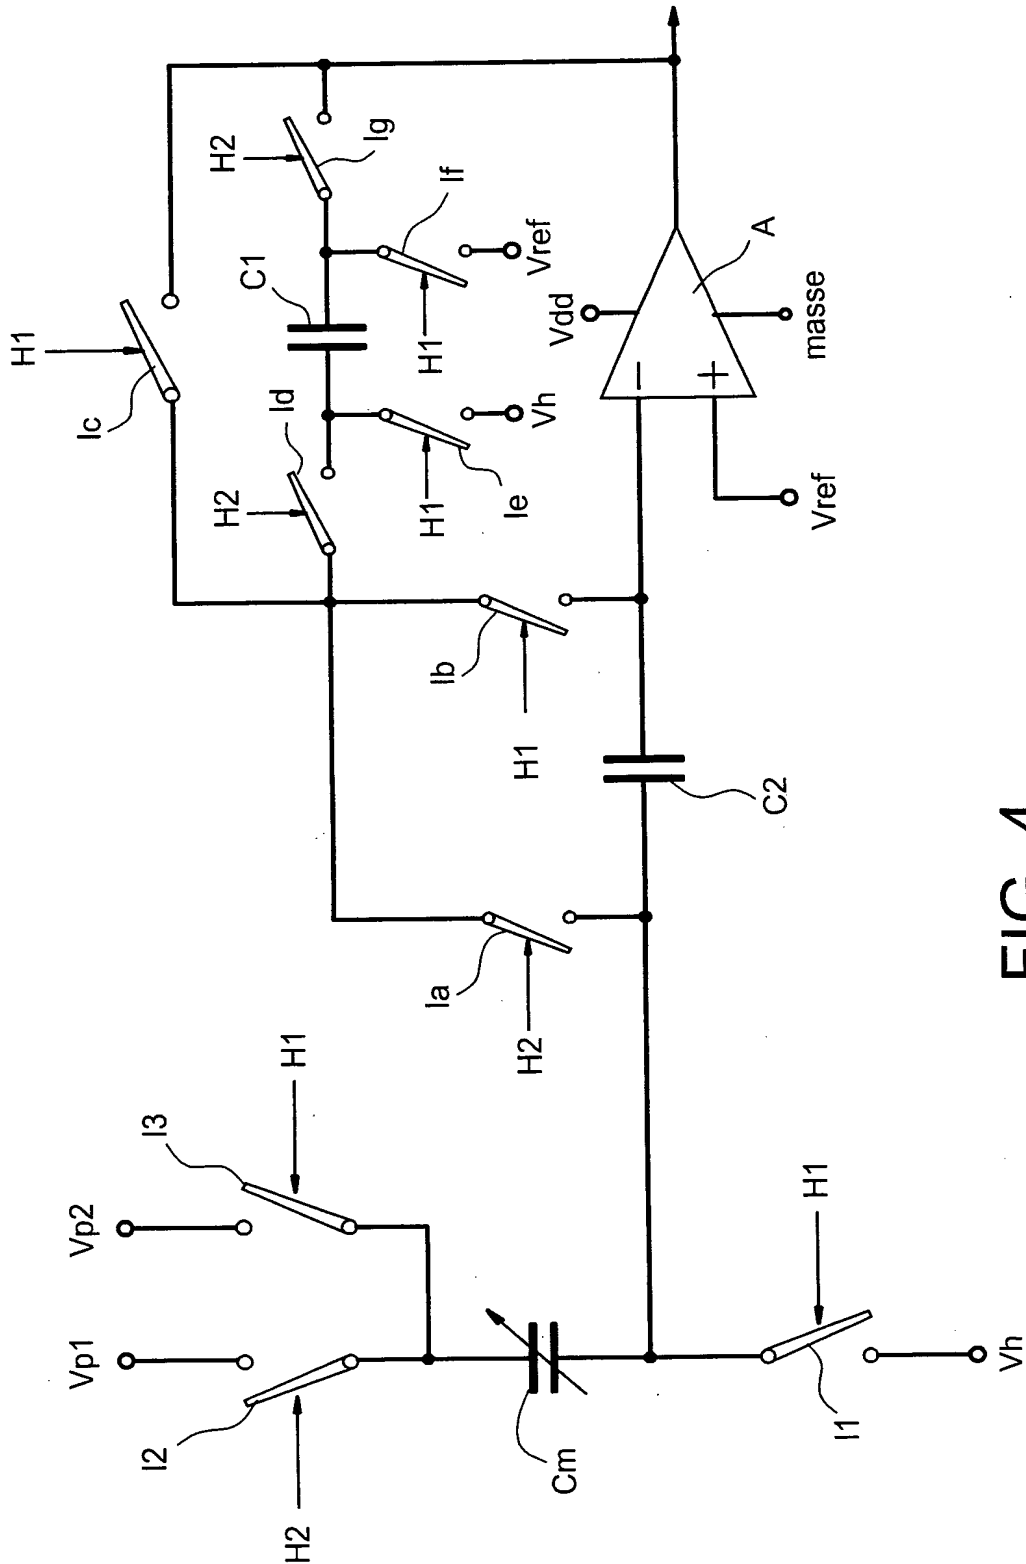 H1
Ic
H2
Ig
C1
If
H1
Vref
Id
H2
H1
Ie
Vh
Vdd
A
masse
Vref
−
+
Ib
H1
C2
Ia
H2
Vp2
I3
H1
Vp1
I2
H2
Cm
H1
I1
Vh
FIG. 4